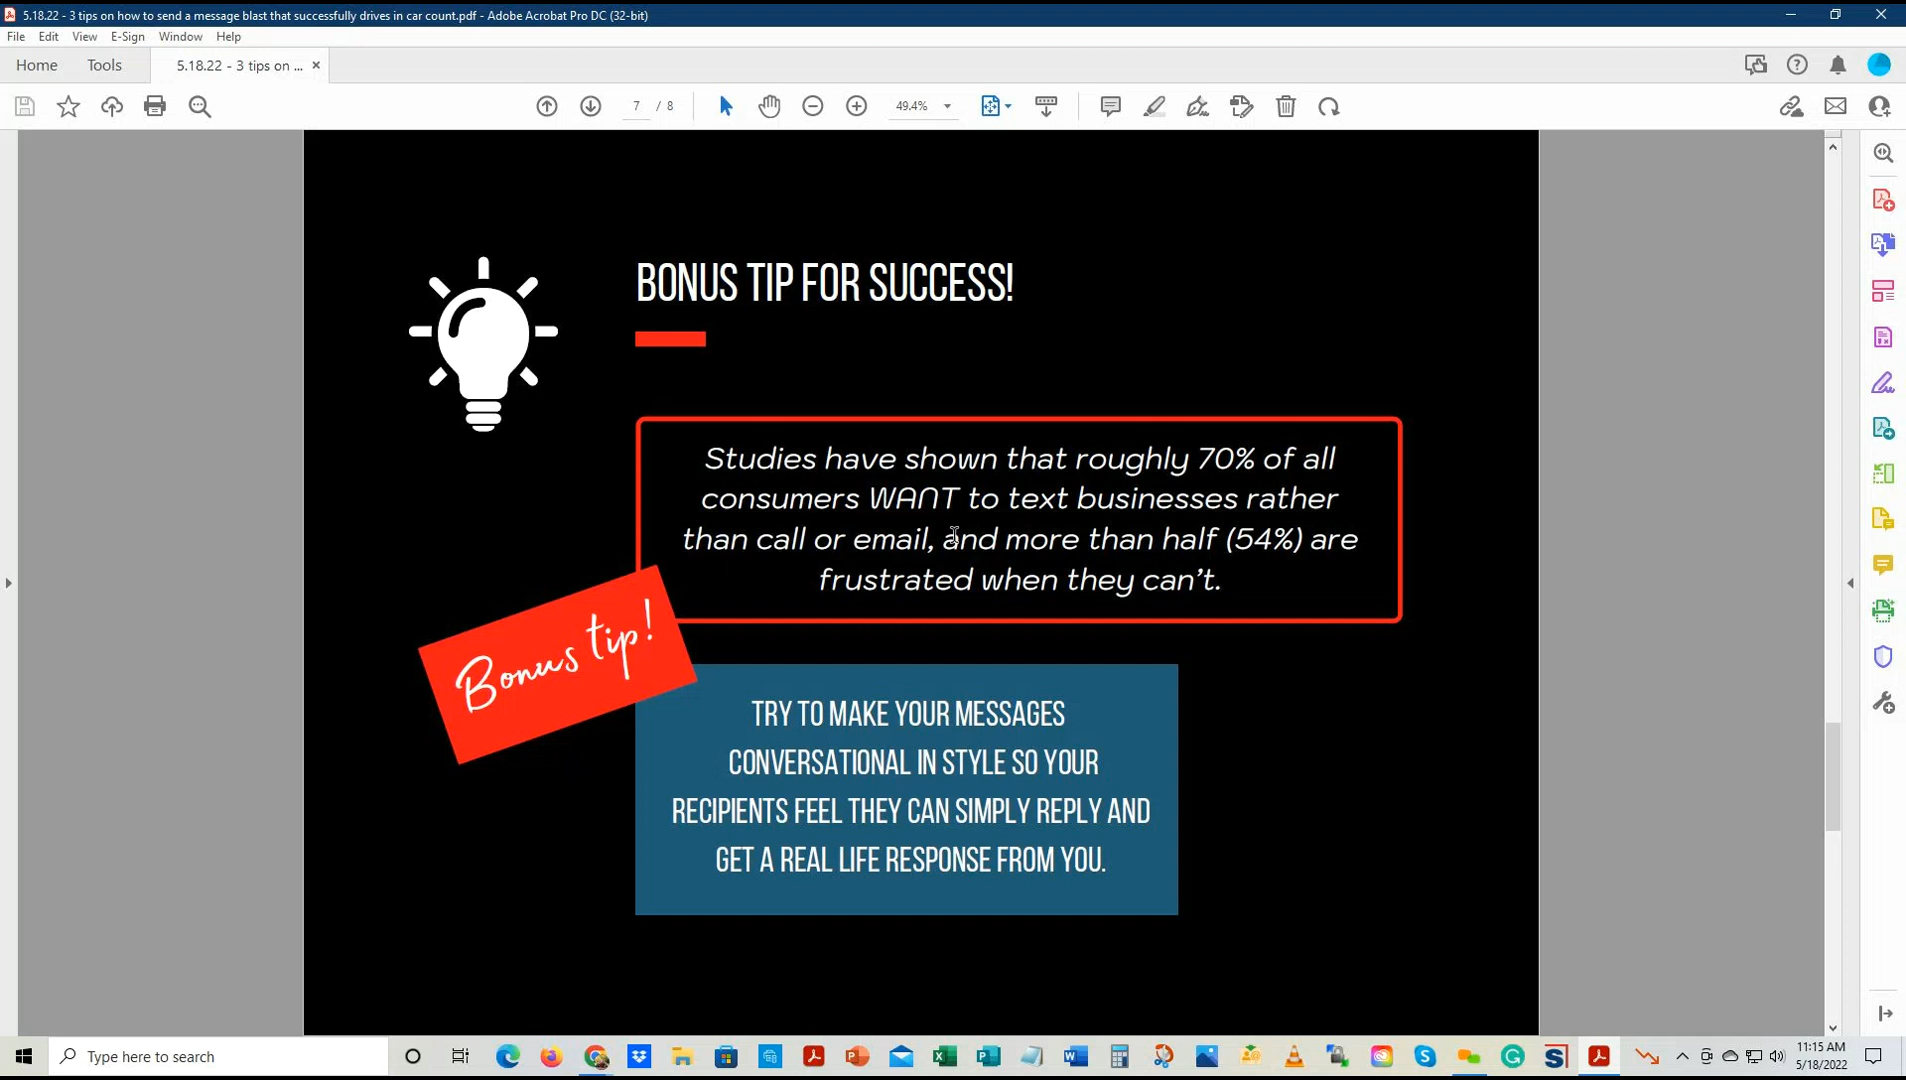 5.18.22 - 3 tips on how to send a message blast that successfully drives in car count.pdf - Adobe Acrobat Pro DC (32-bit)
File Edit View E-Sign Window Help
Home Tools 5.18.22 - 3 tips on ...
7 / 8 49.4%
BONUS TIP FOR SUCCESS!
Studies have shown that roughly 70% of all
consumers WANT to text businesses rather
than call or email, and more than half (54%) are
frustrated when they can't.
Bonus tip!
TRY TO MAKE YOUR MESSAGES
CONVERSATIONAL IN STYLE SO YOUR
RECIPIENTS FEEL THEY CAN SIMPLY REPLY AND
GET A REAL LIFE RESPONSE FROM YOU.
Type here to search
11:15 AM
5/18/2022